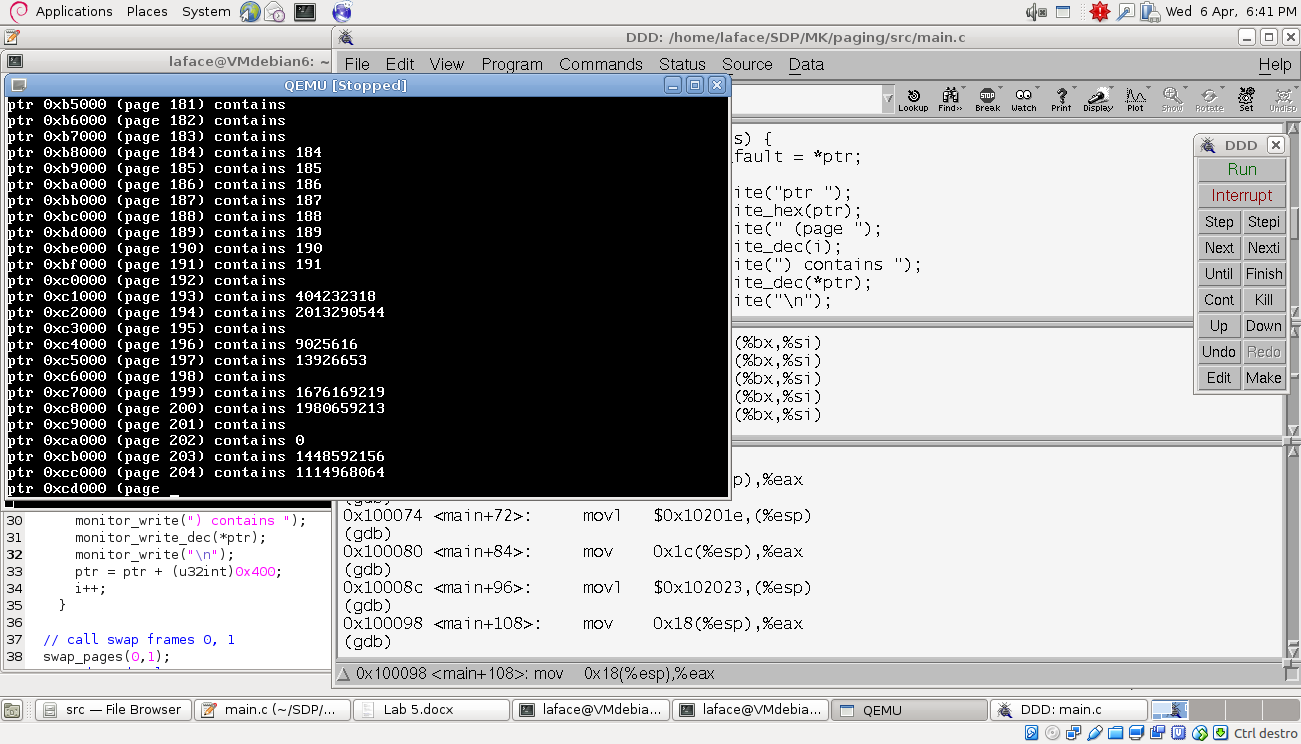 Applications Places System Wed 6 Apr, 6:41 PM
DDD: /home/laface/SDP/MK/paging/src/main.c
laface@VMdebian6: ~
File Edit View Program Commands Status Source Data Help
QEMU [Stopped]
Lookup Find>> Break Watch Print Display Plot Show Rotate Set Undisp
ptr 0xb5000 (page 181) contains
ptr 0xb6000 (page 182) contains
ptr 0xb7000 (page 183) contains
ptr 0xb8000 (page 184) contains 184
ptr 0xb9000 (page 185) contains 185
ptr 0xba000 (page 186) contains 186
ptr 0xbb000 (page 187) contains 187
ptr 0xbc000 (page 188) contains 188
ptr 0xbd000 (page 189) contains 189
ptr 0xbe000 (page 190) contains 190
ptr 0xbf000 (page 191) contains 191
ptr 0xc0000 (page 192) contains
ptr 0xc1000 (page 193) contains 404232318
ptr 0xc2000 (page 194) contains 2013290544
ptr 0xc3000 (page 195) contains
ptr 0xc4000 (page 196) contains 9025616
ptr 0xc5000 (page 197) contains 13926653
ptr 0xc6000 (page 198) contains
ptr 0xc7000 (page 199) contains 1676169219
ptr 0xc8000 (page 200) contains 1980659213
ptr 0xc9000 (page 201) contains
ptr 0xca000 (page 202) contains 0
ptr 0xcb000 (page 203) contains 1448592156
ptr 0xcc000 (page 204) contains 1114968064
ptr 0xcd000 (page _
s) {
fault = *ptr;
ite("ptr ");
ite_hex(ptr);
ite(" (page ");
ite_dec(i);
ite(") contains ");
ite_dec(*ptr);
ite("\n");
(%bx,%si)
(%bx,%si)
(%bx,%si)
(%bx,%si)
(%bx,%si)
DDD
Run
Interrupt
Step Stepi
Next Nexti
Until Finish
Cont Kill
Up Down
Undo Redo
Edit Make
p),%eax
(gdb)
0x100074 <main+72>: movl $0x10201e,(%esp)
(gdb)
0x100080 <main+84>: mov 0x1c(%esp),%eax
(gdb)
0x10008c <main+96>: movl $0x102023,(%esp)
(gdb)
0x100098 <main+108>: mov 0x18(%esp),%eax
(gdb)
0x100098 <main+108>: mov 0x18(%esp),%eax
30 monitor_write(") contains ");
31 monitor_write_dec(*ptr);
32 monitor_write("\n");
33 ptr = ptr + (u32int)0x400;
34 i++;
35 }
36
37 // call swap frames 0, 1
38 swap_pages(0,1);
src — File Browser main.c (~/SDP/... Lab 5.docx laface@VMdebia... laface@VMdebia... QEMU DDD: main.c
Ctrl destro